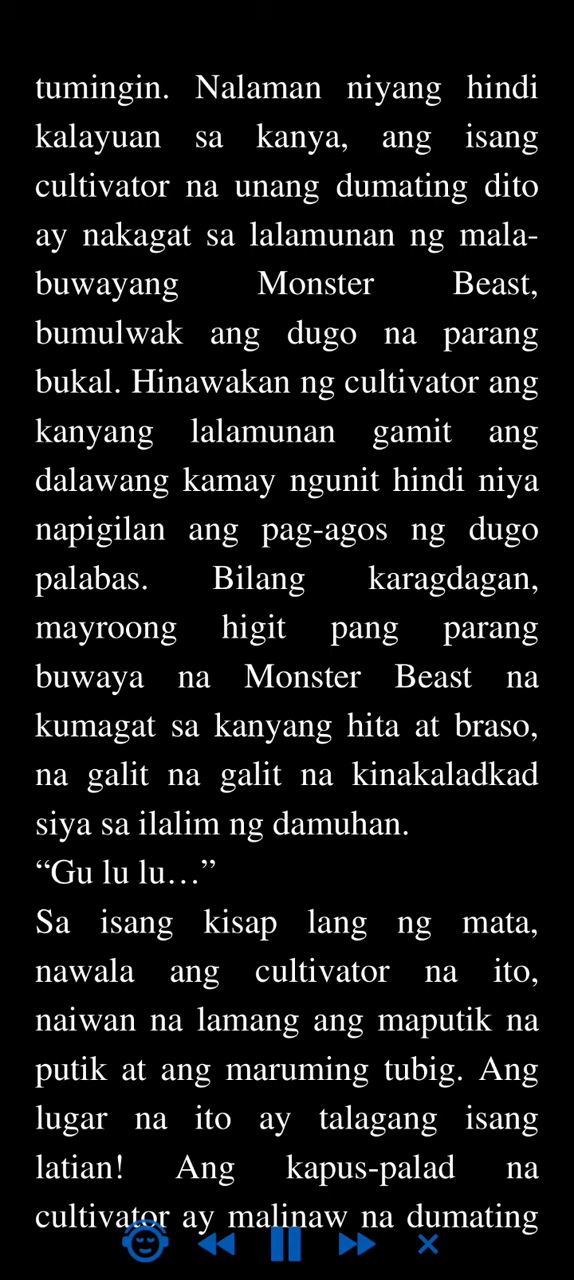 tumingin. Nalaman niyang hindi
kalayuan sa kanya, ang isang
cultivator na unang dumating dito
ay nakagat sa lalamunan ng mala-
buwayang Monster Beast,
bumulwak ang dugo na parang
bukal. Hinawakan ng cultivator ang
kanyang lalamunan gamit ang
dalawang kamay ngunit hindi niya
napigilan ang pag-agos ng dugo
palabas. Bilang karagdagan,
mayroong higit pang parang
buwaya na Monster Beast na
kumagat sa kanyang hita at braso,
na galit na galit na kinakaladkad
siya sa ilalim ng damuhan.
“Gu lu lu…”
Sa isang kisap lang ng mata,
nawala ang cultivator na ito,
naiwan na lamang ang maputik na
putik at ang maruming tubig. Ang
lugar na ito ay talagang isang
latian! Ang kapus-palad na
cultivator ay malinaw na dumating